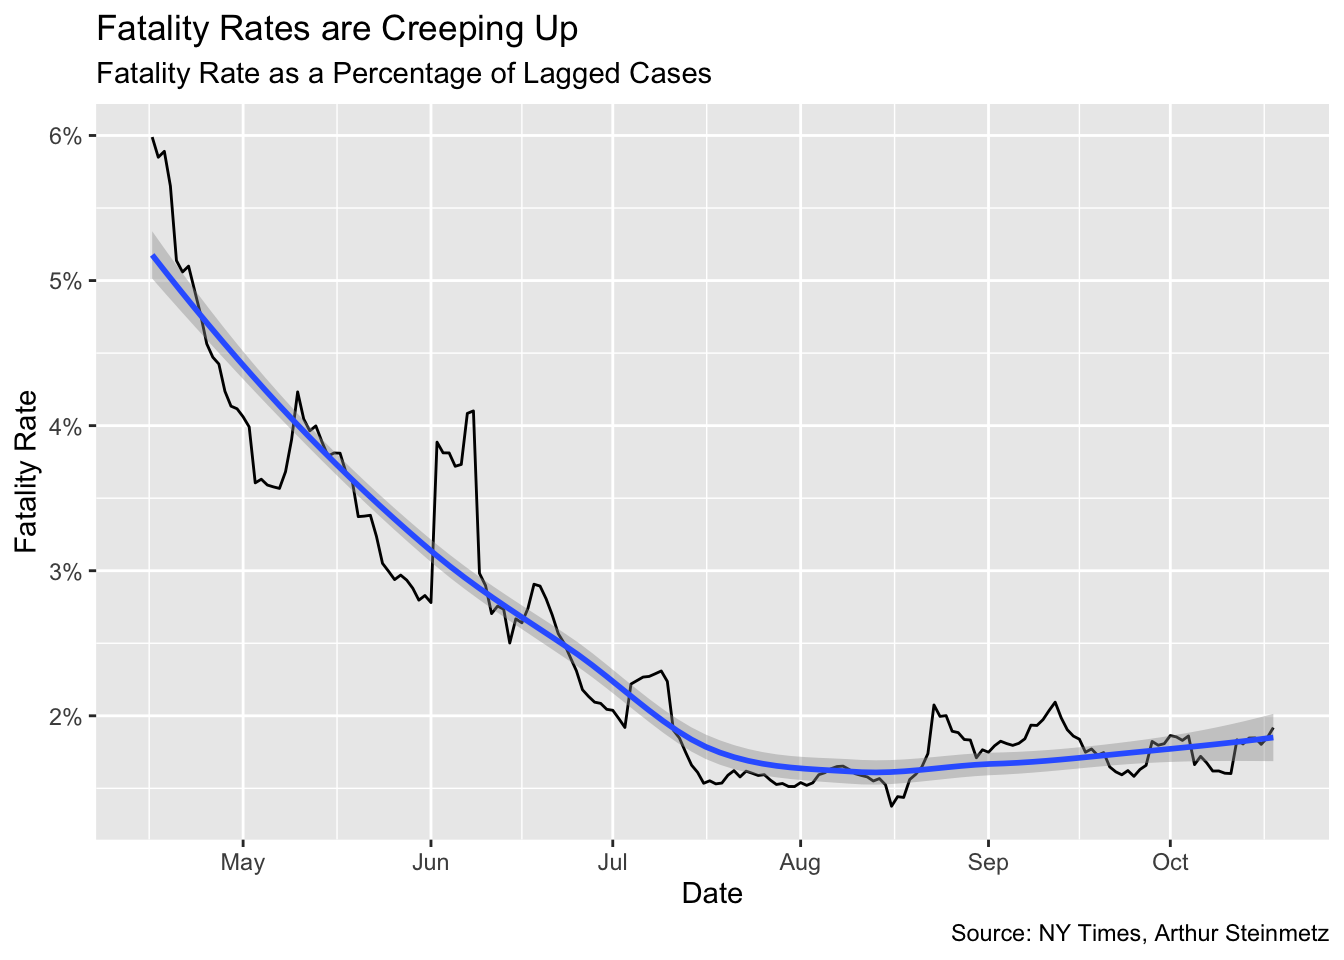 Fatality Rates are Creeping Up
Fatality Rate as a Percentage of Lagged Cases
6%
5%
4%
3%
2%
Fatality Rate
May Jun Jul Aug Sep Oct
Date
Source: NY Times, Arthur Steinmetz